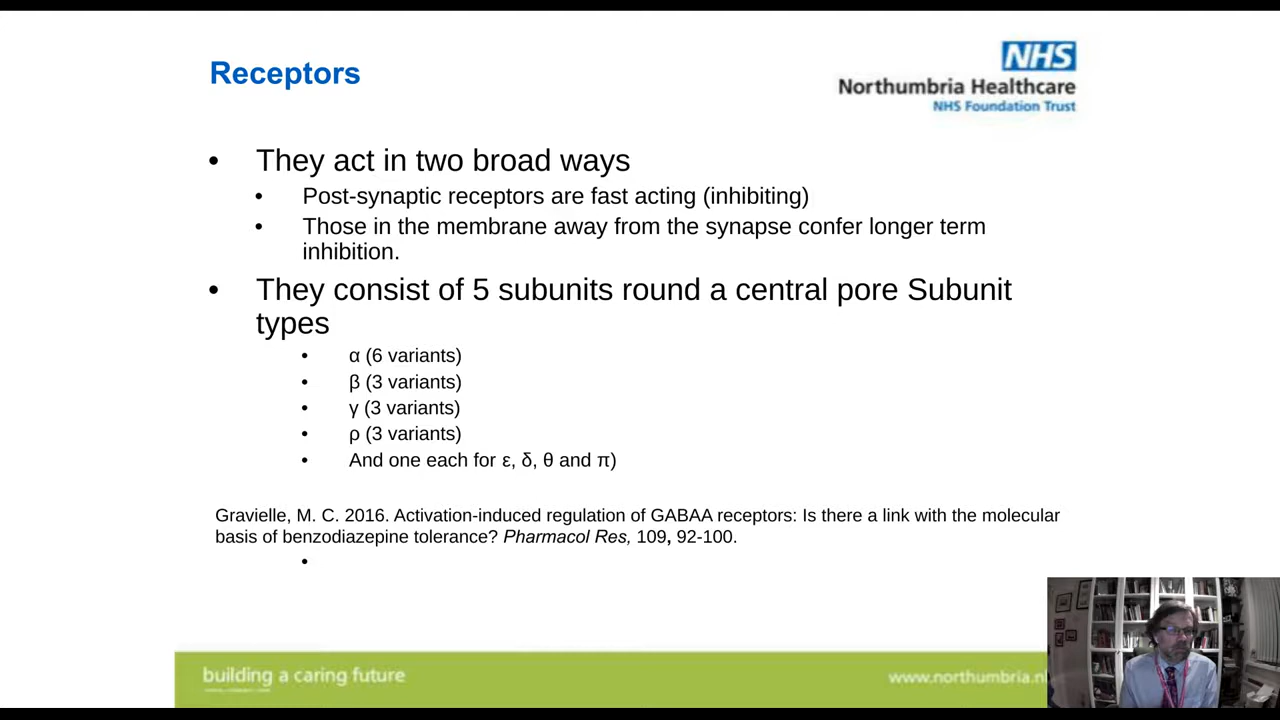 Receptors
NHS
Northumbria Healthcare
NHS Foundation Trust
• They act in two broad ways
• Post-synaptic receptors are fast acting (inhibiting)
• Those in the membrane away from the synapse confer longer term
inhibition.
• They consist of 5 subunits round a central pore Subunit
types
• α (6 variants)
• β (3 variants)
• γ (3 variants)
• ρ (3 variants)
• And one each for ε, δ, θ and π)
Gravielle, M. C. 2016. Activation-induced regulation of GABAA receptors: Is there a link with the molecular
basis of benzodiazepine tolerance? Pharmacol Res, 109, 92-100.
•
building a caring future
www.northumbria.n